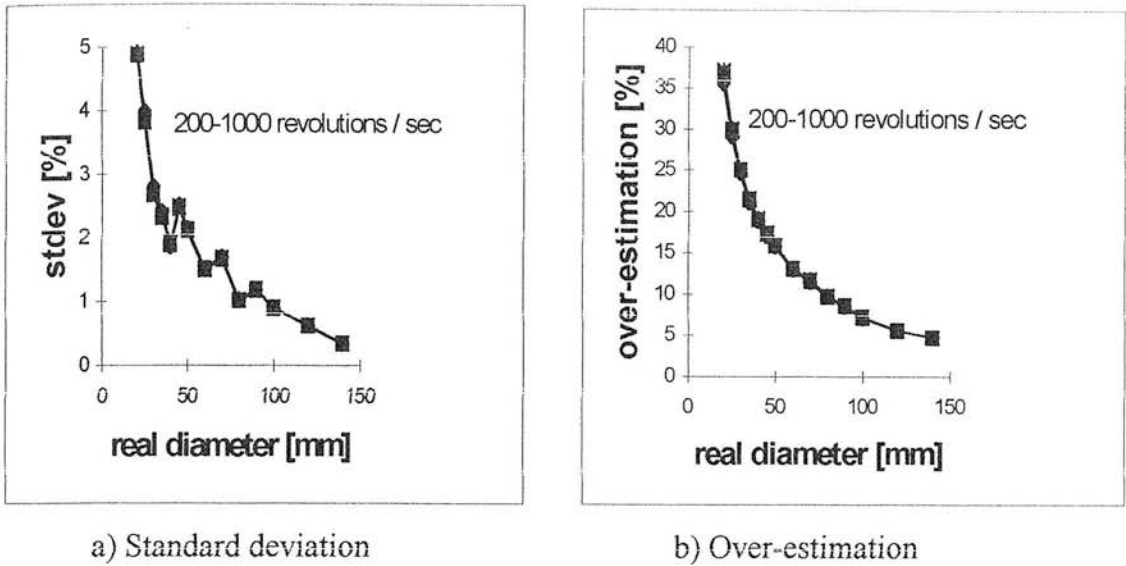 5
4
3
2
1
0
0 50 100 150
stdev [%]
200-1000 revolutions / sec
real diameter [mm]
a) Standard deviation
40
35
30
25
20
15
10
5
0
0 50 100 150
over-estimation [%]
200-1000 revolutions / sec
real diameter [mm]
b) Over-estimation